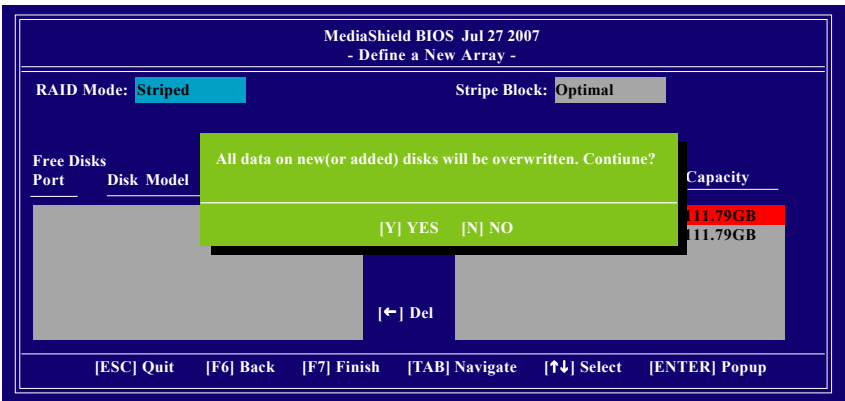 MediaShield BIOS Jul 27 2007
- Define a New Array -
RAID Mode: Striped Stripe Block: Optimal
All data on new(or added) disks will be overwritten. Contiune?
Free Disks
Port Disk Model Capacity
111.79GB
[Y] YES [N] NO
111.79GB
[←] Del
[ESC] Quit [F6] Back [F7] Finish [TAB] Navigate [↑↓] Select [ENTER] Popup